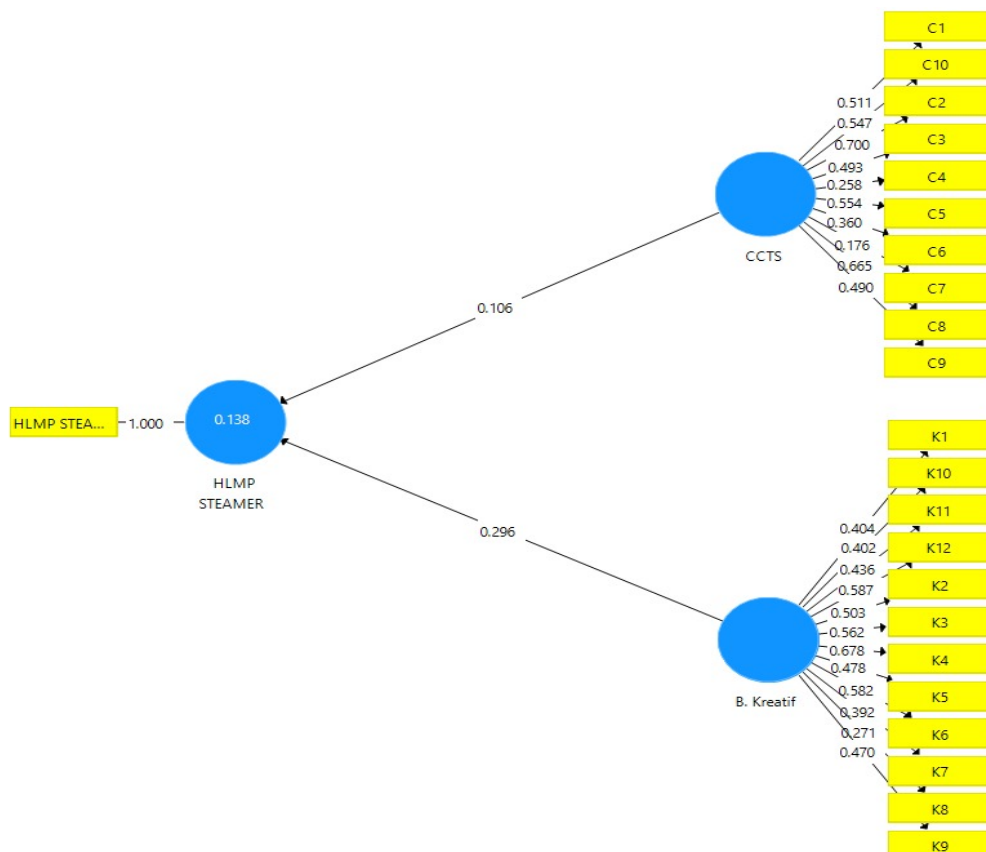 C1
C10
C2
C3
C4
C5
C6
C7
C8
C9
0.511
0.547
0.700
0.493
0.258
0.554
0.360
0.176
0.665
0.490
CCTS
0.106
HLMP STEA...
1.000
0.138
HLMP
STEAMER
0.296
K1
K10
K11
K12
K2
K3
K4
K5
K6
K7
K8
K9
0.404
0.402
0.436
0.587
0.503
0.562
0.678
0.478
0.582
0.392
0.271
0.470
B. Kreatif